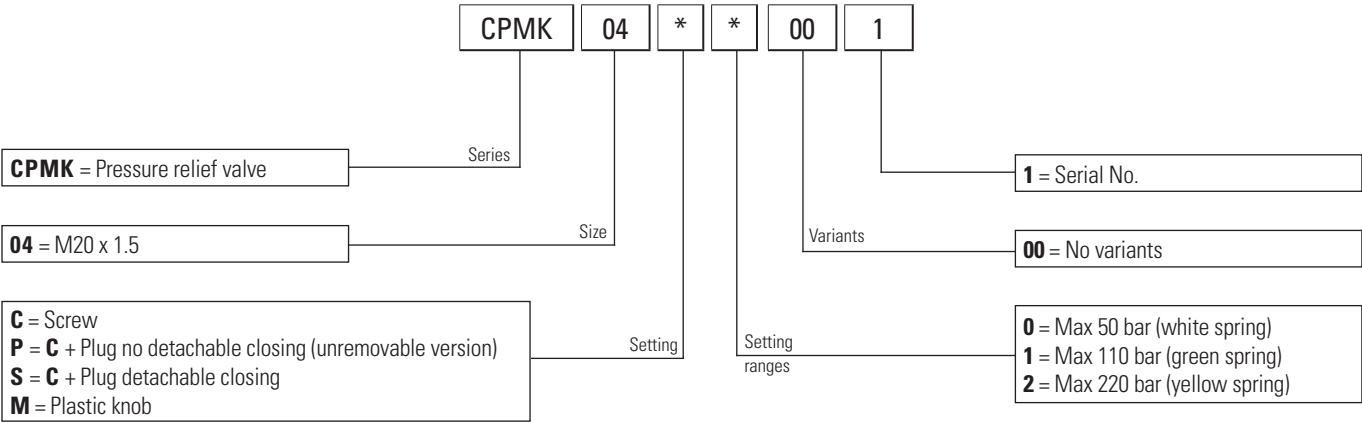 CPMK 04 * * 00 1
Series
CPMK = Pressure relief valve
1 = Serial No.
Size
Variants
04 = M20 x 1.5
00 = No variants
C = Screw
P = C + Plug no detachable closing (unremovable version)
S = C + Plug detachable closing
M = Plastic knob
Setting
Setting
ranges
0 = Max 50 bar (white spring)
1 = Max 110 bar (green spring)
2 = Max 220 bar (yellow spring)